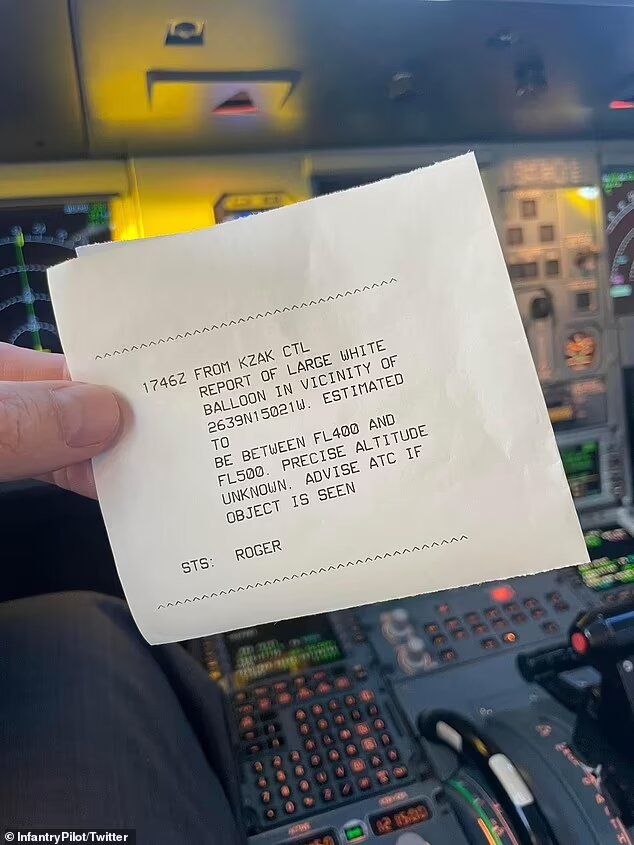 ^^^^^^^^^^^^^^^^^^^^^^^^^^^^^^^^^^^^^^
1746Z FROM KZAK CTL
REPORT OF LARGE WHITE
BALLOON IN VICINITY OF
2639N15021W. ESTIMATED
TO
BE BETWEEN FL400 AND
FL500. PRECISE ALTITUDE
UNKNOWN. ADVISE ATC IF
OBJECT IS SEEN
STS: ROGER
^^^^^^^^^^^^^^^^^^^^^^^^^^^^^^^^^^^^^^
© InfantryPilot/Twitter